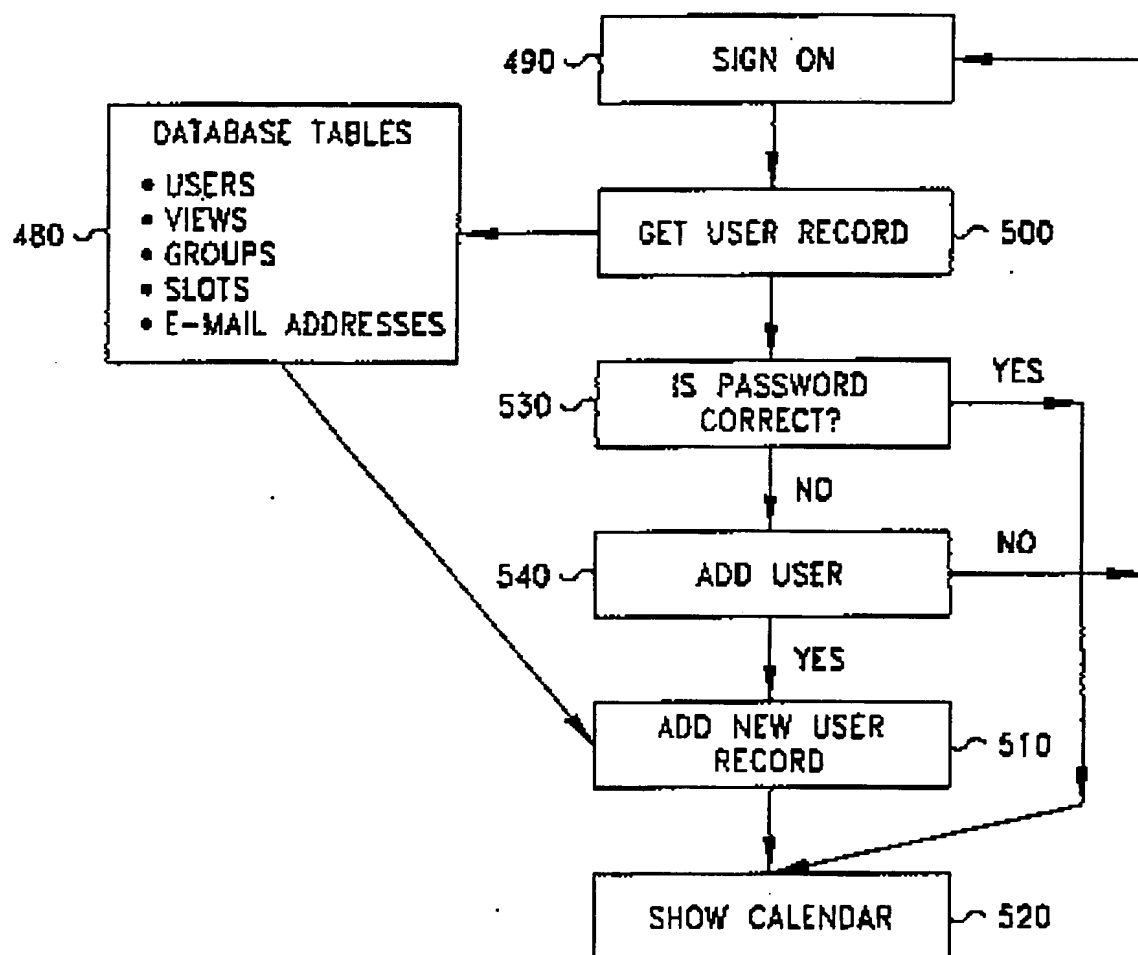 490
SIGN ON
DATABASE TABLES
• USERS
• VIEWS
• GROUPS
• SLOTS
• E-MAIL ADDRESSES
480
GET USER RECORD
500
530
IS PASSWORD
CORRECT?
YES
NO
540
ADD USER
NO
YES
ADD NEW USER
RECORD
510
SHOW CALENDAR
520